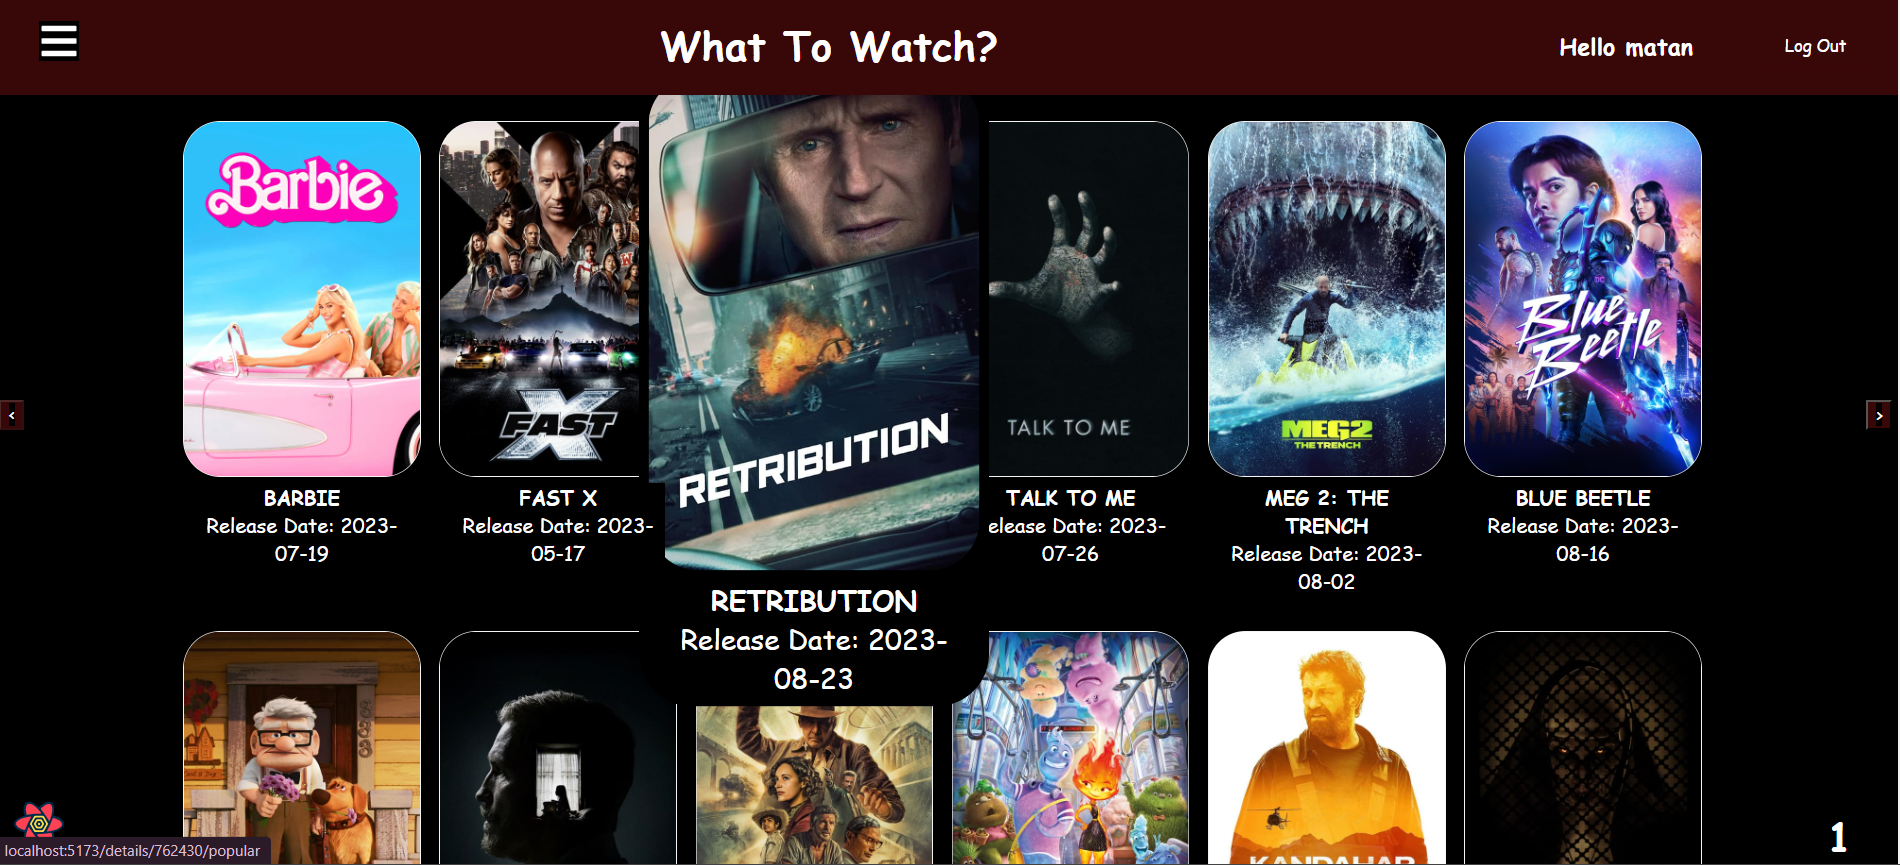 What To Watch?
Hello matan
Log Out
Barbie
FAST X
RETRIBUTION
TALK TO ME
MEG2
THE TRENCH
Blue
Beetle
<
>
BARBIE
Release Date: 2023-
07-19
FAST X
Release Date: 2023-
05-17
RETRIBUTION
Release Date: 2023-
08-23
TALK TO ME
elease Date: 2023-
07-26
MEG 2: THE
TRENCH
Release Date: 2023-
08-02
BLUE BEETLE
Release Date: 2023-
08-16
KANDAHAR
localhost:5173/details/762430/popular
1